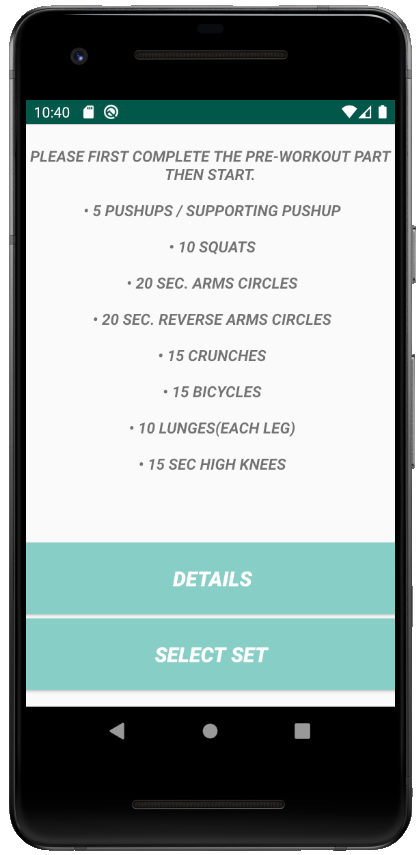 10:40
PLEASE FIRST COMPLETE THE PRE-WORKOUT PART
THEN START.
• 5 PUSHUPS / SUPPORTING PUSHUP
• 10 SQUATS
• 20 SEC. ARMS CIRCLES
• 20 SEC. REVERSE ARMS CIRCLES
• 15 CRUNCHES
• 15 BICYCLES
• 10 LUNGES(EACH LEG)
• 15 SEC HIGH KNEES
DETAILS
SELECT SET